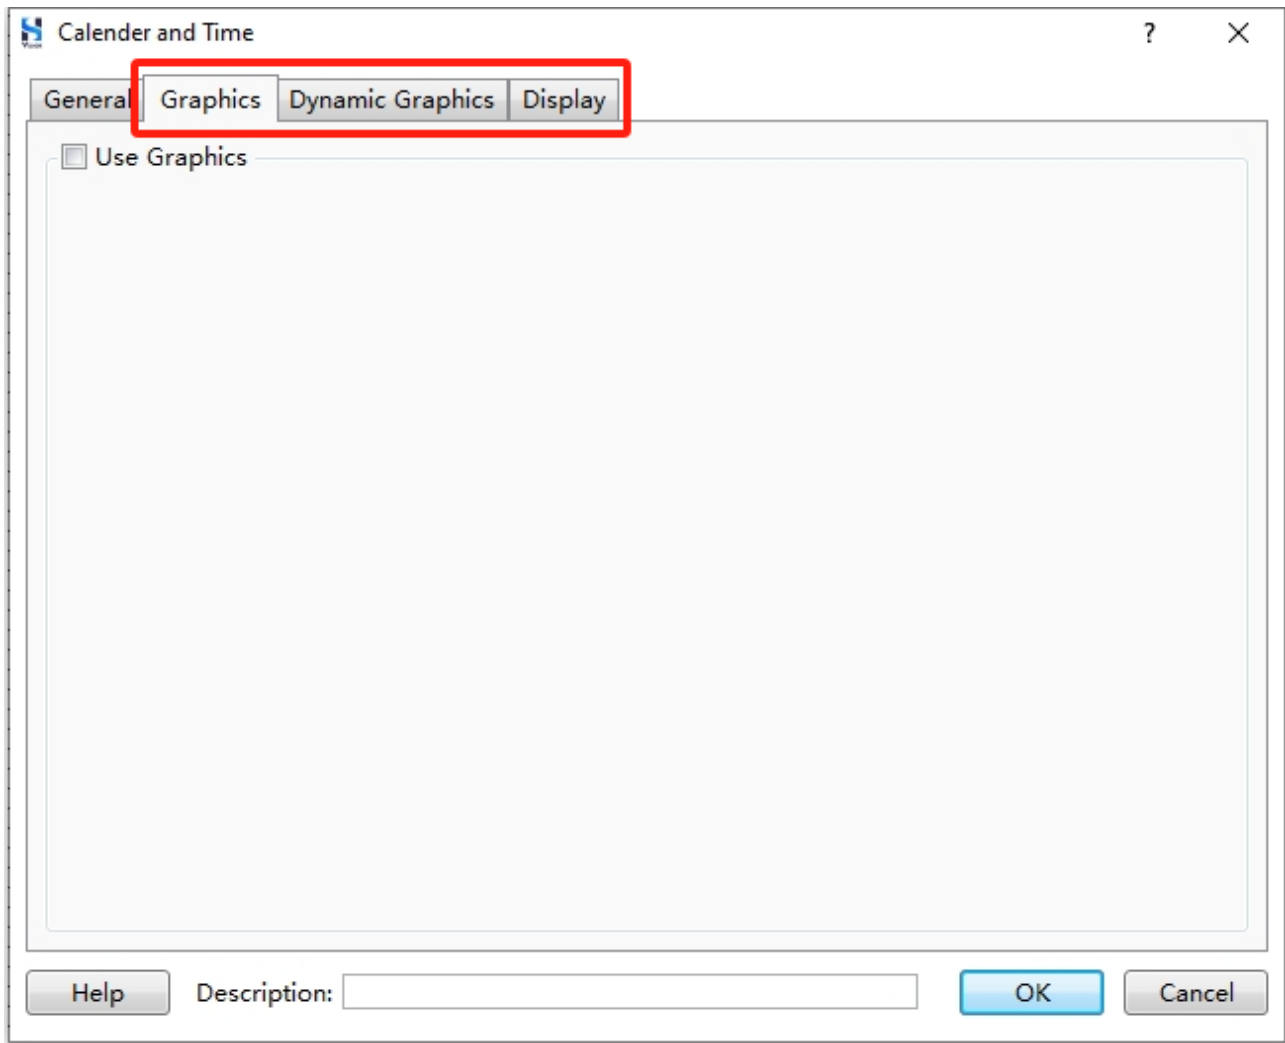 Calender and Time ?
General Graphics Dynamic Graphics Display
Use Graphics
Help Description: OK Cancel